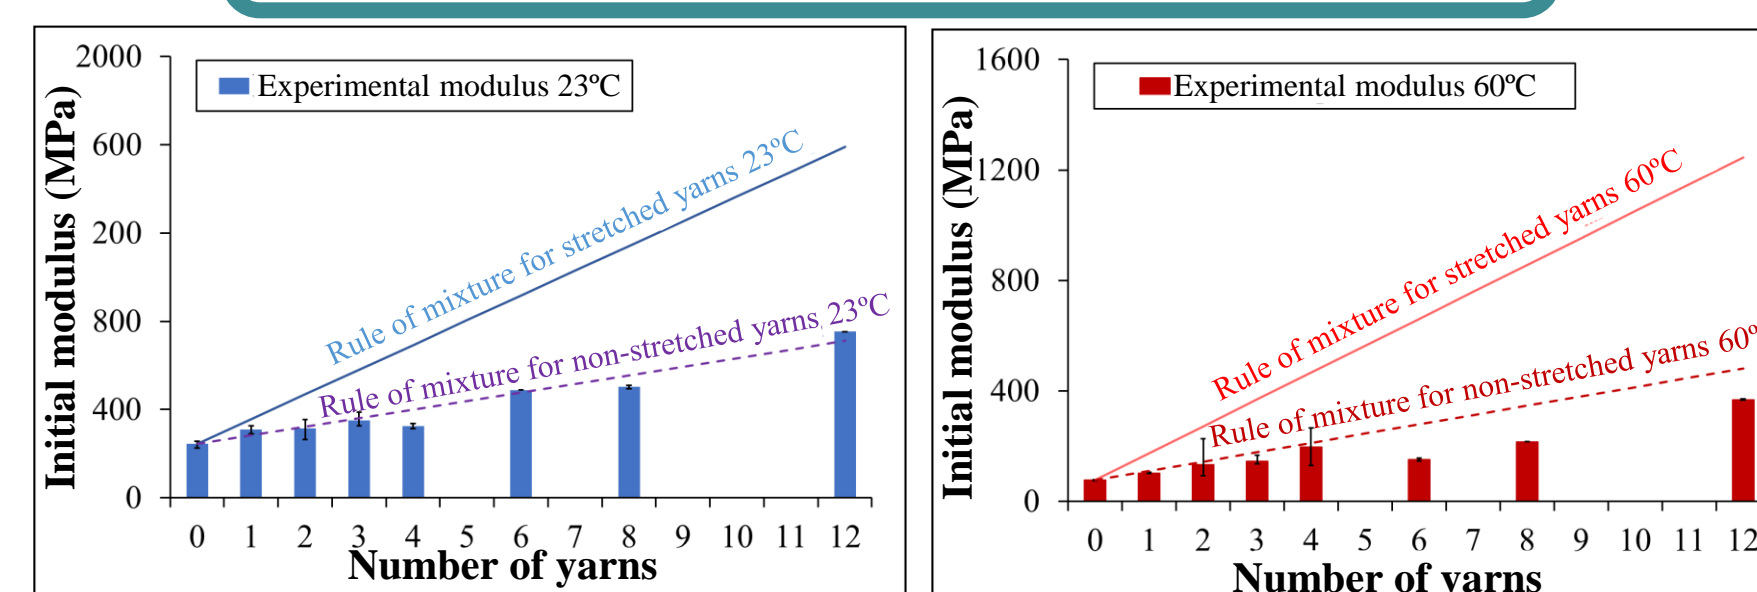 2000
600
200
800
400
0
Initial modulus (MPa)
Experimental modulus 23ºC
Rule of mixture for stretched yarns 23ºC
Rule of mixture for non-stretched yarns 23ºC
0 1 2 3 4 5 6 7 8 9 10 11 12
Number of yarns
1600
1200
800
400
0
Initial modulus (MPa)
Experimental modulus 60ºC
Rule of mixture for stretched yarns 60ºC
Rule of mixture for non-stretched yarns 60º
0 1 2 3 4 5 6 7 8 9 10 11 12
Number of yarns